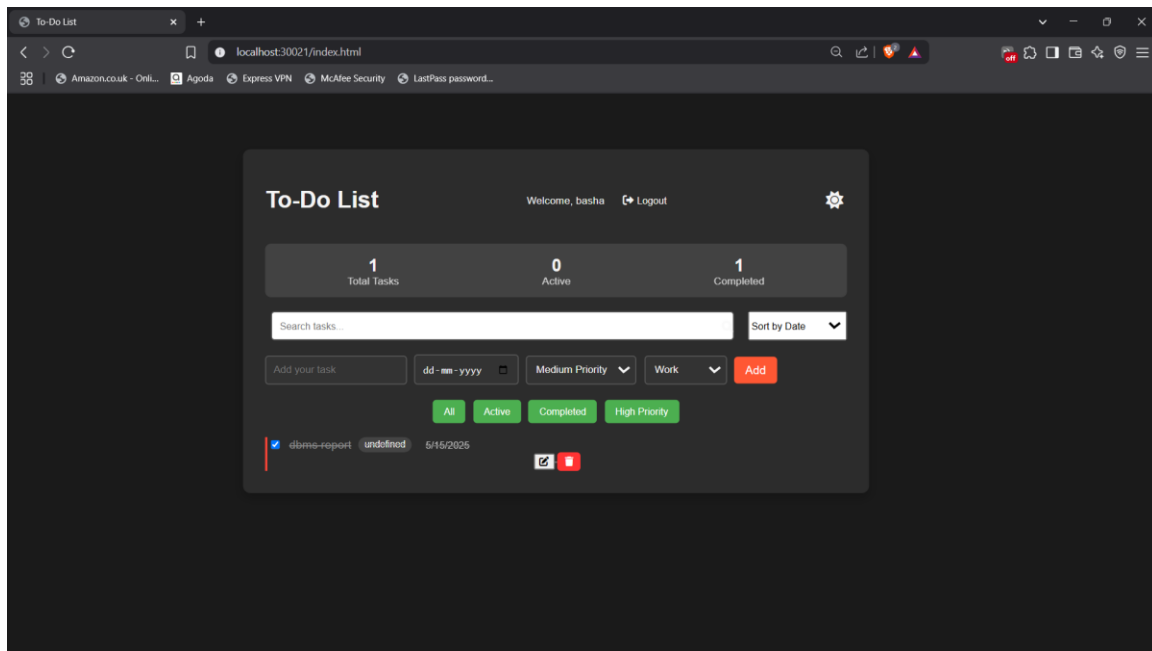 To-Do List
localhost:30021/index.html
Amazon.co.uk - Onli... Agoda Express VPN McAfee Security LastPass password...
off
To-Do List Welcome, basha Logout
1 0 1
Total Tasks Active Completed
Search tasks... Sort by Date
Add your task dd-mm-yyyy Medium Priority Work Add
All Active Completed High Priority
dbms-report undefined 5/15/2025